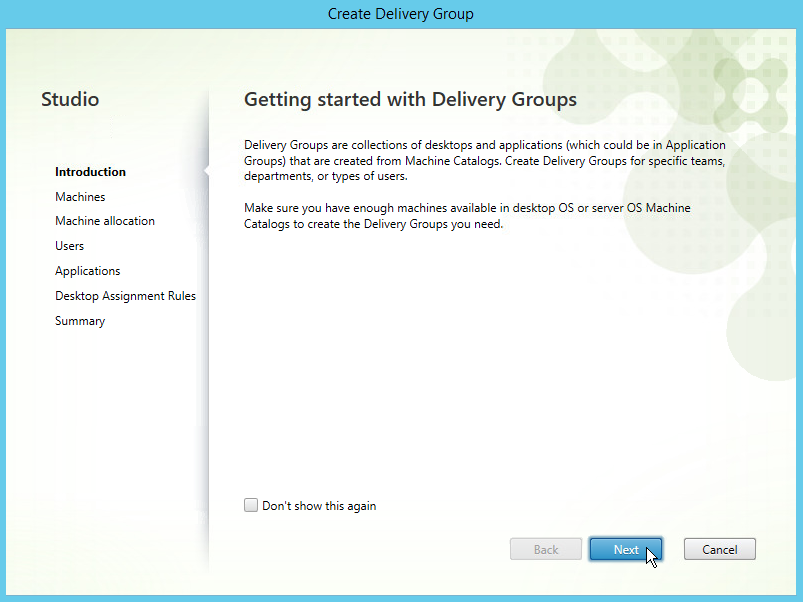 Create Delivery Group
Studio
Introduction
Machines
Machine allocation
Users
Applications
Desktop Assignment Rules
Summary
Getting started with Delivery Groups
Delivery Groups are collections of desktops and applications (which could be in Application
Groups) that are created from Machine Catalogs. Create Delivery Groups for specific teams,
departments, or types of users.
Make sure you have enough machines available in desktop OS or server OS Machine
Catalogs to create the Delivery Groups you need.
Don't show this again
Back
Next
Cancel